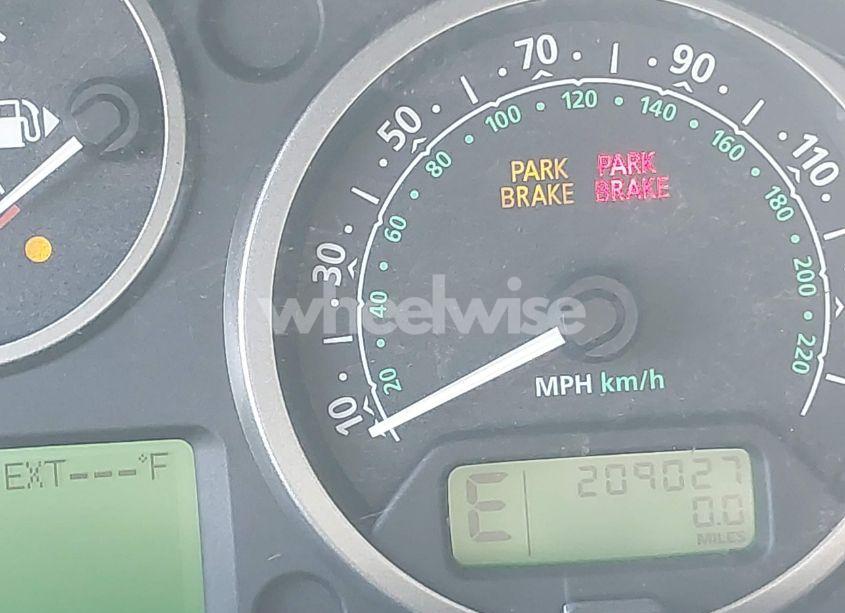 10
30
50
70
90
110
20
40
60
80
100
120
140
160
180
200
220
PARK
BRAKE
PARK
BRAKE
wheelwise
MPH km/h
EXT---°F
E
209027
0.0
MILES